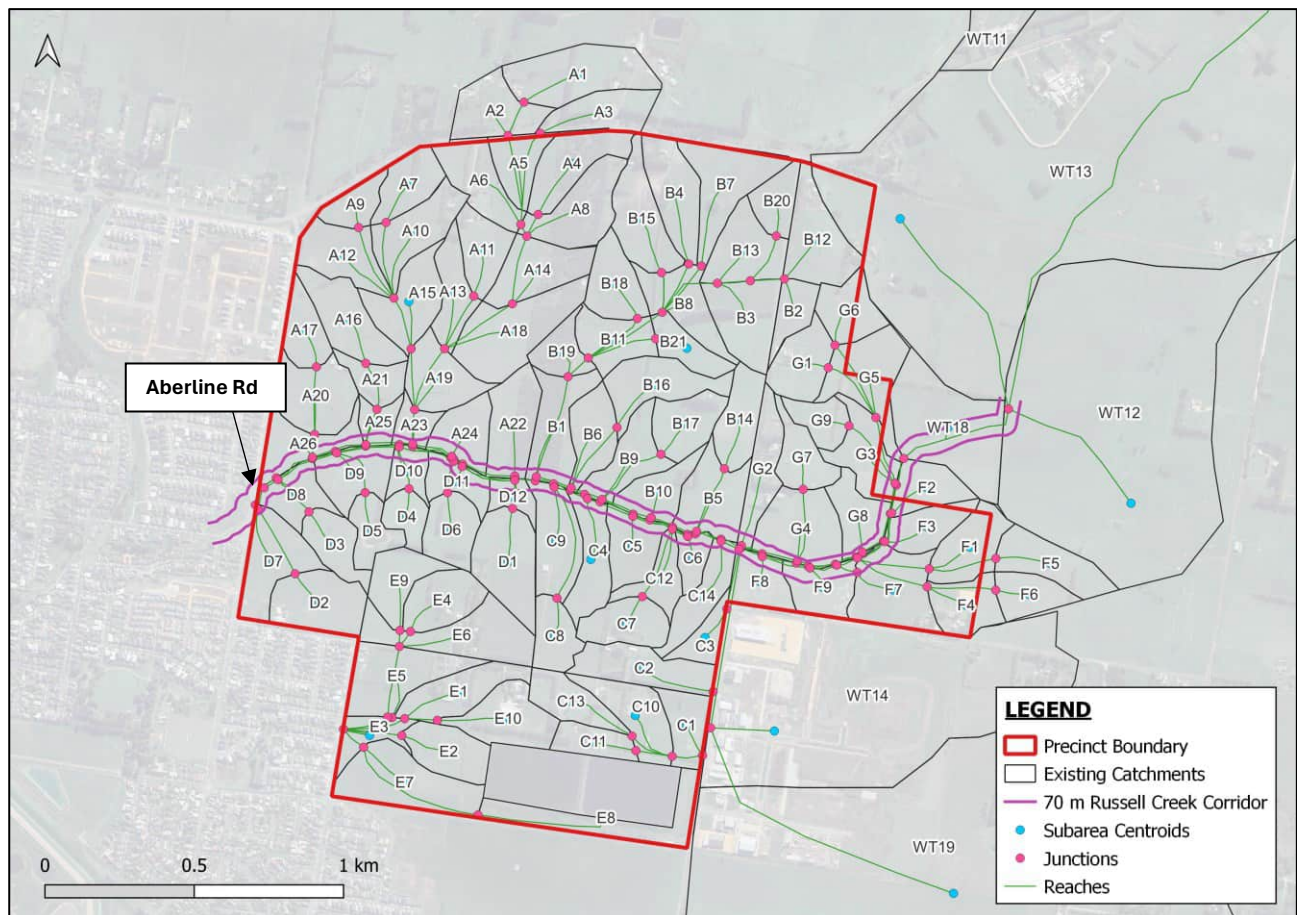 WT11
A1
WT13
A2
A3
A5
A4
A7
B4
B7
A6
A9
B20
A8
A10
B15
B12
B13
A12
A11
A14
A15
A13
B18
B8
B2
B3
G6
A17
A16
A18
B11
B21
B19
G1
G5
WT12
Aberline Rd
A21
A19
B16
A20
A25
A23
A22
B1
B6
B17
B14
G9
WT18
A26
A24
B9
G3
D9
D10
D11
G7
G2
D8
D12
B10
B5
F2
D5
D4
D6
C5
G4
G8
F3
D3
D1
C9
C4
C6
F1
F5
D7
F8
F9
F7
F4
F6
C12
C14
D2
E9
E4
C8
C7
E6
C3
C2
E5
WT14
E1
E10
C13
C10
E3
C1
E2
C11
E7
E8
WT19
LEGEND
Precinct Boundary
Existing Catchments
70 m Russell Creek Corridor
Subarea Centroids
Junctions
Reaches
0 0.5 1 km